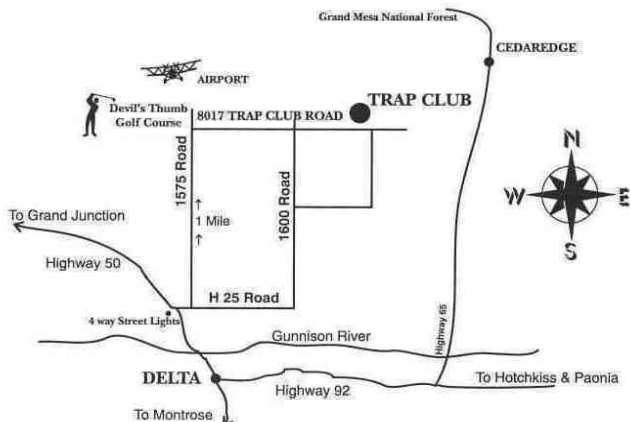 Grand Mesa National Forest
CEDAREDGE
AIRPORT
TRAP CLUB
Devil's Thumb
Golf Course
8017 TRAP CLUB ROAD
1575 Road
1600 Road
1 Mile
N
W
E
S
To Grand Junction
Highway 50
H 25 Road
4 way Street Lights
Gunnison River
Highway 65
DELTA
Highway 92
To Hotchkiss & Paonia
To Montrose